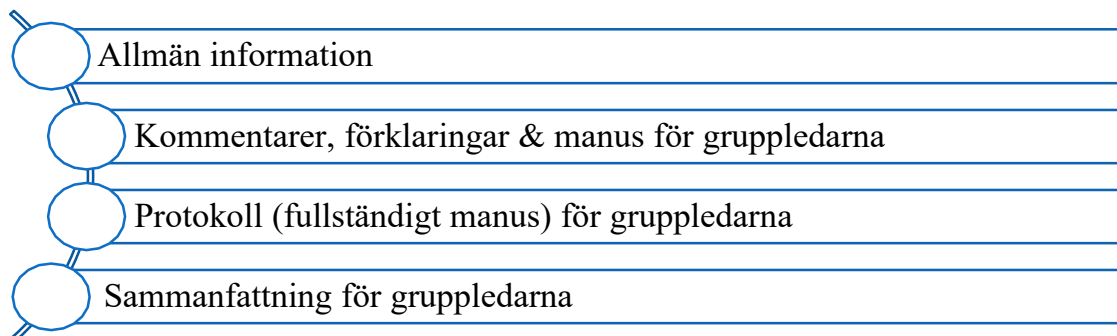 Allmän information
Kommentarer, förklaringar & manus för gruppledarna
Protokoll (fullständigt manus) för gruppledarna
Sammanfattning för gruppledarna